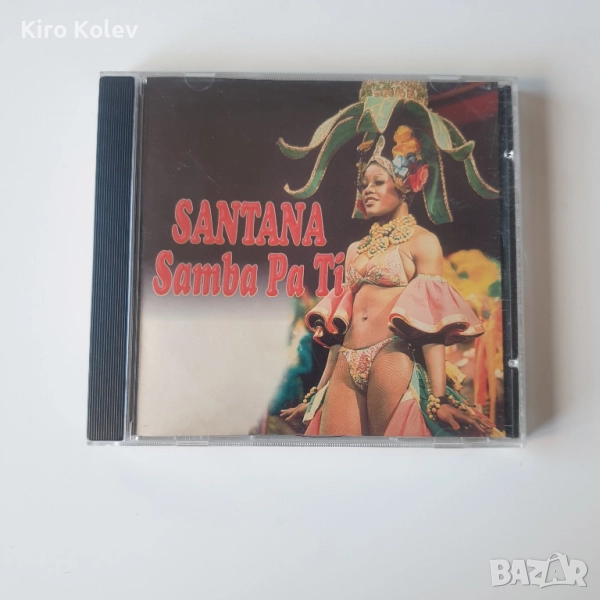 Kiro Kolev
SANTANA
Samba Pa Ti
BAZAR